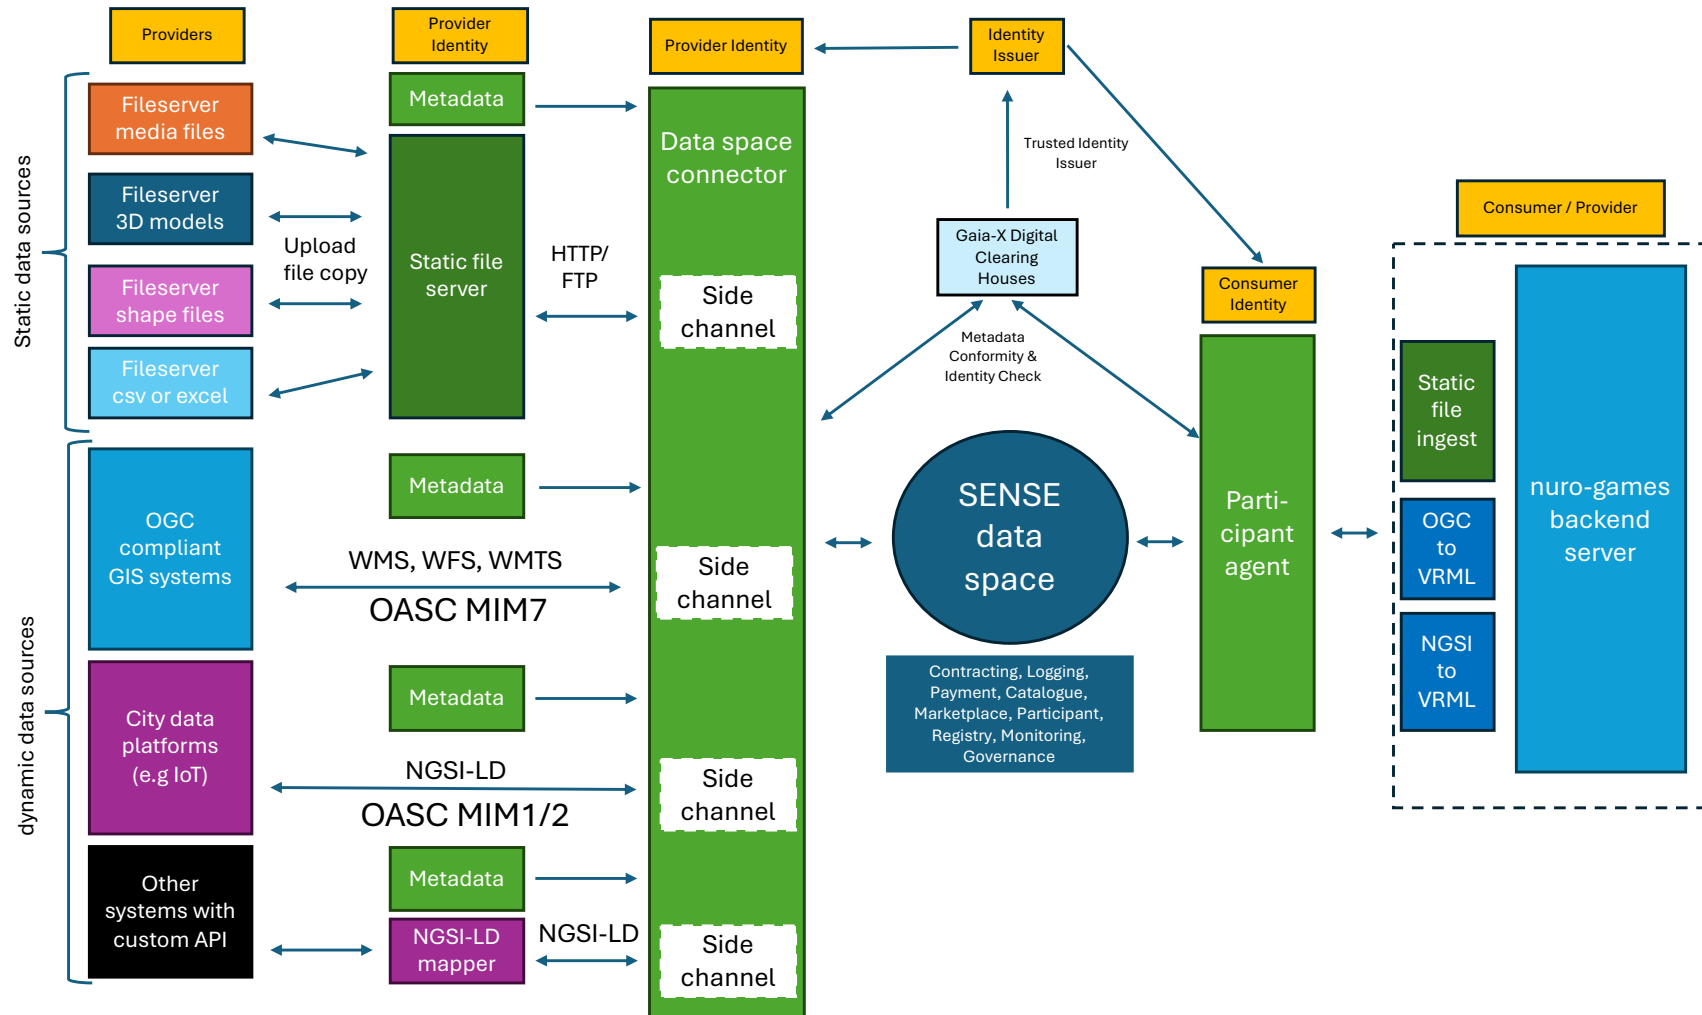 Providers
Provider
Identity
Provider Identity
Identity
Issuer
Static data sources
Fileserver
media files
Fileserver
3D models
Fileserver
shape files
Fileserver
csv or excel
Upload
file copy
Metadata
Static file
server
HTTP/
FTP
Data space
connector
Side
channel
Trusted Identity
Issuer
Gaia-X Digital
Clearing
Houses
Metadata
Conformity &
Identity Check
Consumer
Identity
Consumer / Provider
dynamic data sources
OGC
compliant
GIS systems
Metadata
WMS, WFS, WMTS
OASC MIM7
Side
channel
City data
platforms
(e.g IoT)
Metadata
NGSI-LD
OASC MIM1/2
Side
channel
Other
systems with
custom API
Metadata
NGSI-LD
mapper
NGSI-LD
Side
channel
SENSE
data
space
Contracting, Logging,
Payment, Catalogue,
Marketplace, Participant,
Registry, Monitoring,
Governance
Parti-
cipant
agent
Static
file
ingest
OGC
to
VRML
NGSI
to
VRML
nuro-games
backend
server